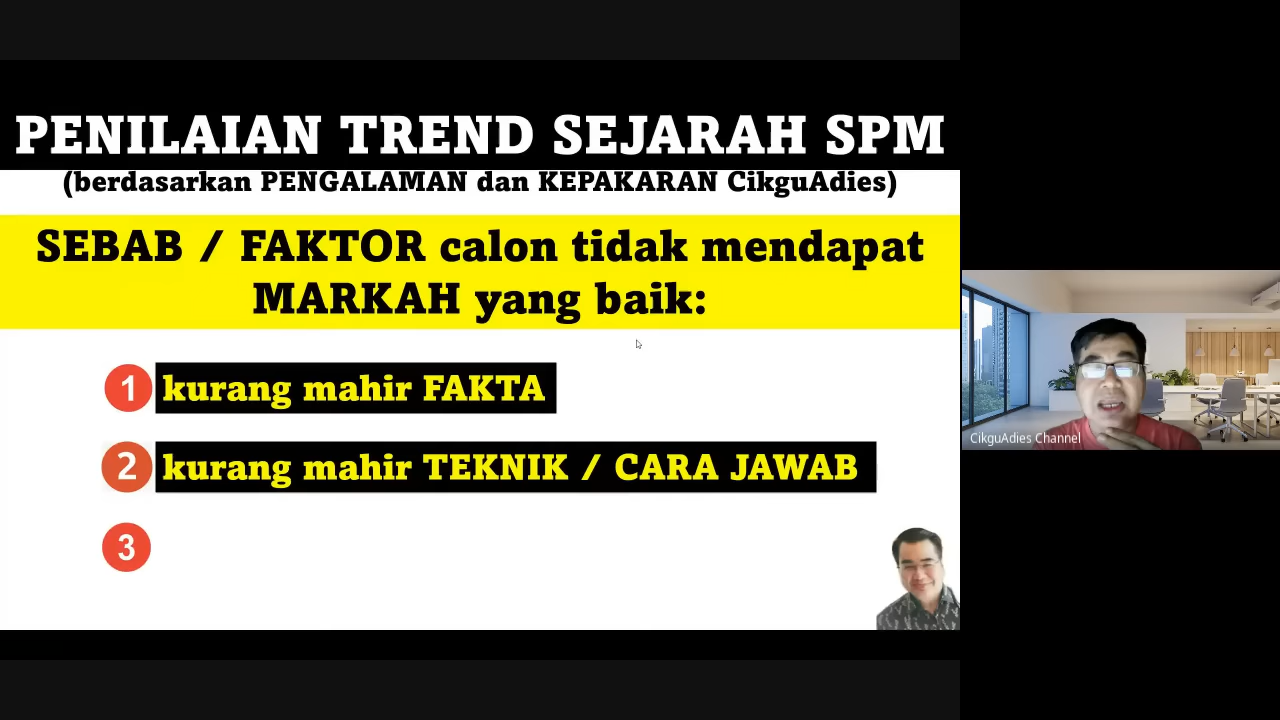 PENILAIAN TREND SEJARAH SPM
(berdasarkan PENGALAMAN dan KEPAKARAN CikguAdies)
SEBAB / FAKTOR calon tidak mendapat
MARKAH yang baik:
1 kurang mahir FAKTA
2 kurang mahir TEKNIK / CARA JAWAB
3
CikguAdies Channel